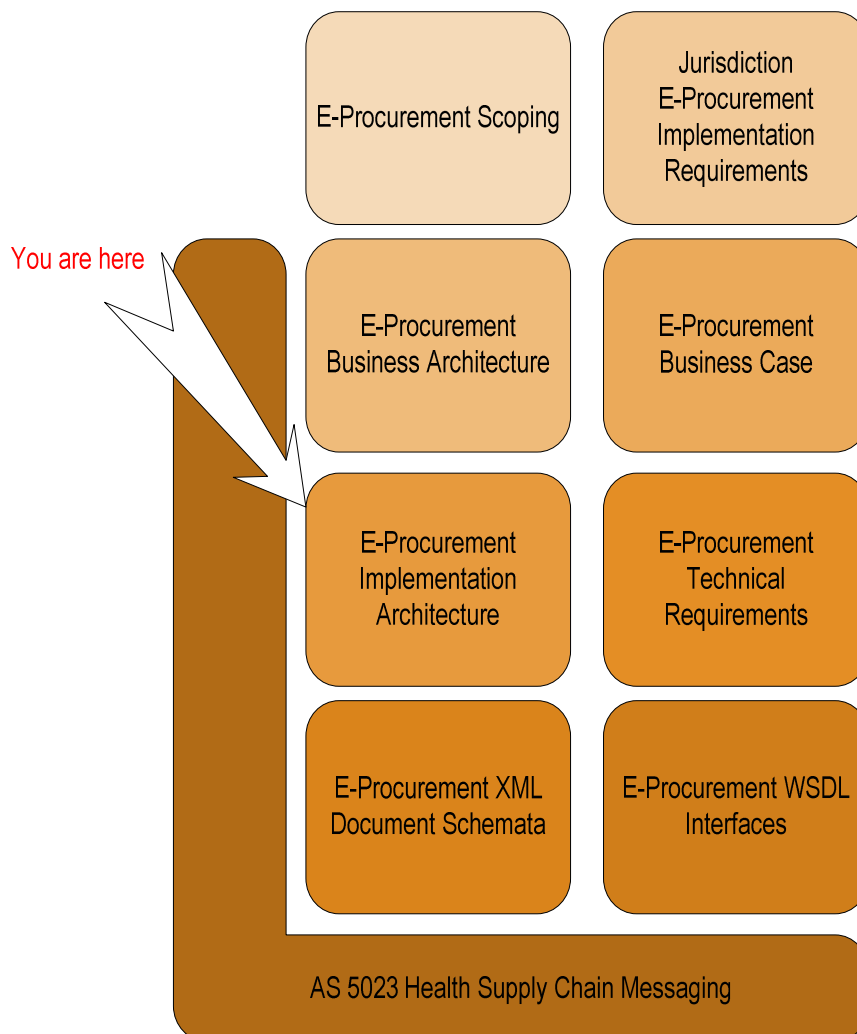 E-Procurement Scoping
Jurisdiction
E-Procurement
Implementation
Requirements
You are here
E-Procurement
Business Architecture
E-Procurement
Business Case
E-Procurement
Implementation
Architecture
E-Procurement
Technical
Requirements
E-Procurement XML
Document Schemata
E-Procurement WSDL
Interfaces
AS 5023 Health Supply Chain Messaging